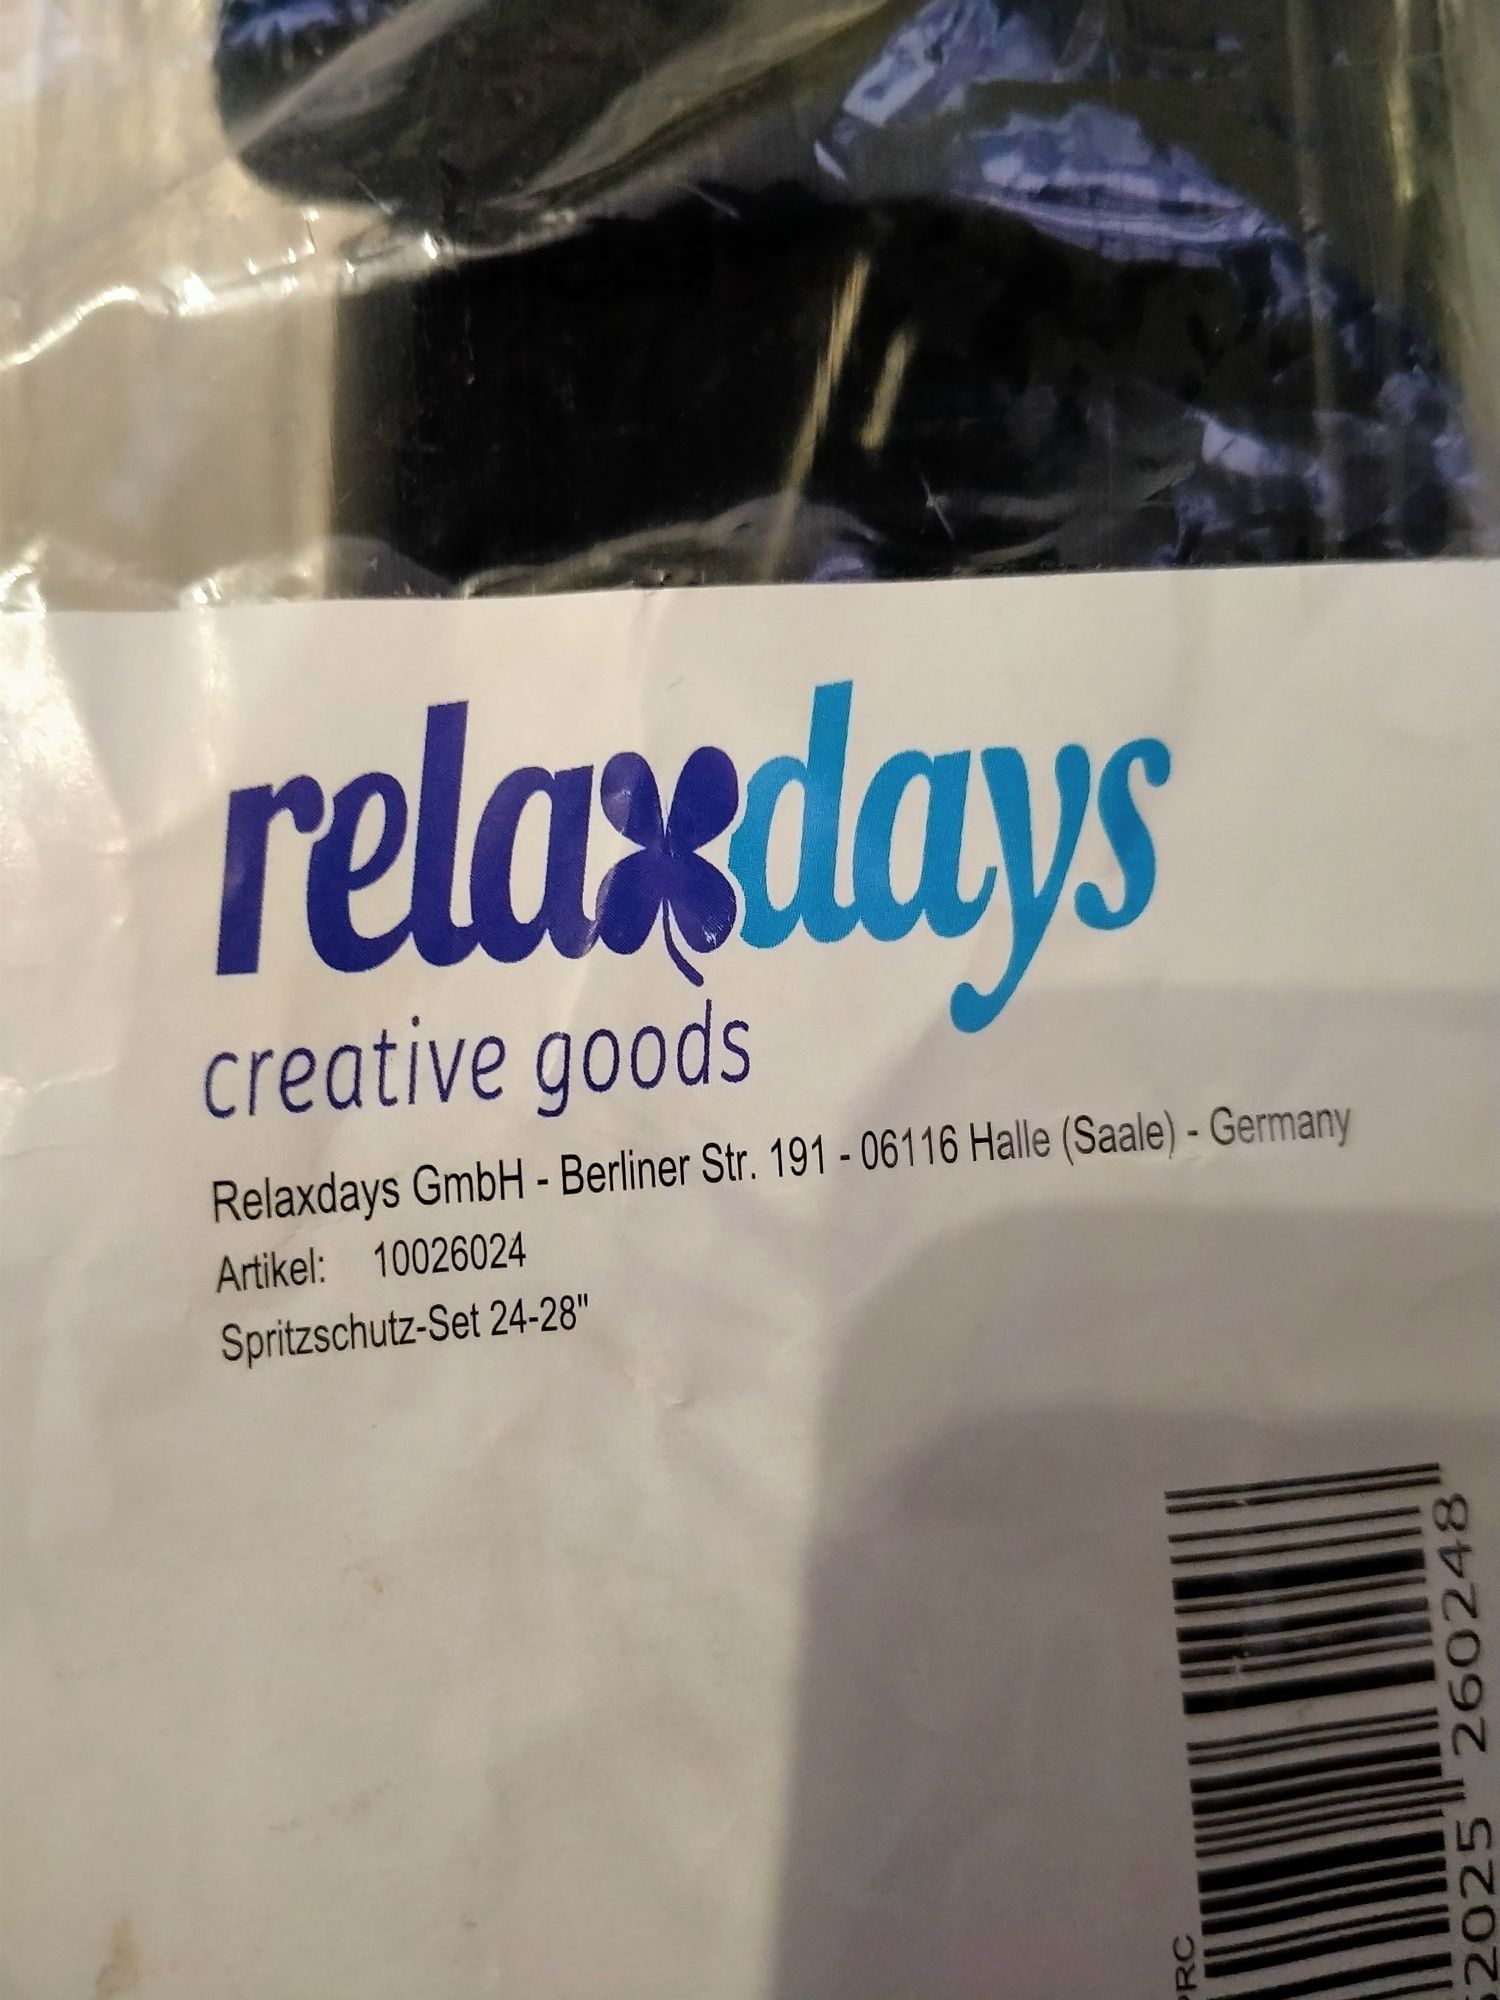 relaxdays
creative goods
Relaxdays GmbH - Berliner Str. 191 - 06116 Halle (Saale) - Germany
Artikel: 10026024
Spritzschutz-Set 24-28"
2025 260248